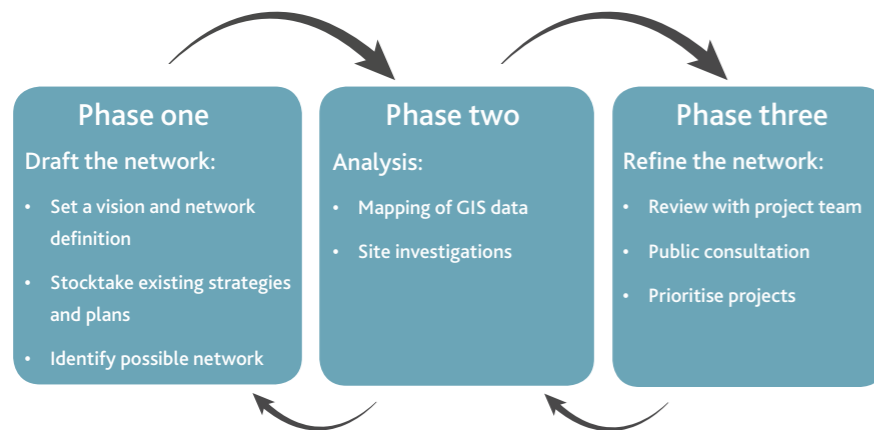 Phase one
Draft the network:
• Set a vision and network
definition
• Stocktake existing strategies
and plans
• Identify possible network
Phase two
Analysis:
• Mapping of GIS data
• Site investigations
Phase three
Refine the network:
• Review with project team
• Public consultation
• Prioritise projects